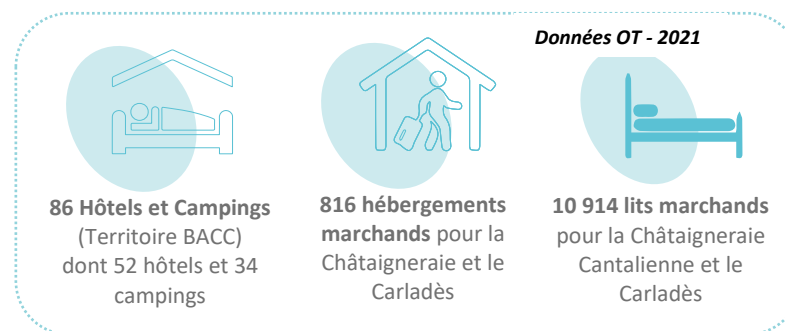 Données OT - 2021
86 Hôtels et Campings
(Territoire BACC)
dont 52 hôtels et 34
campings
816 hébergements
marchands pour la
Châtaigneraie et le
Carladès
10 914 lits marchands
pour la Châtaigneraie
Cantalienne et le
Carladès